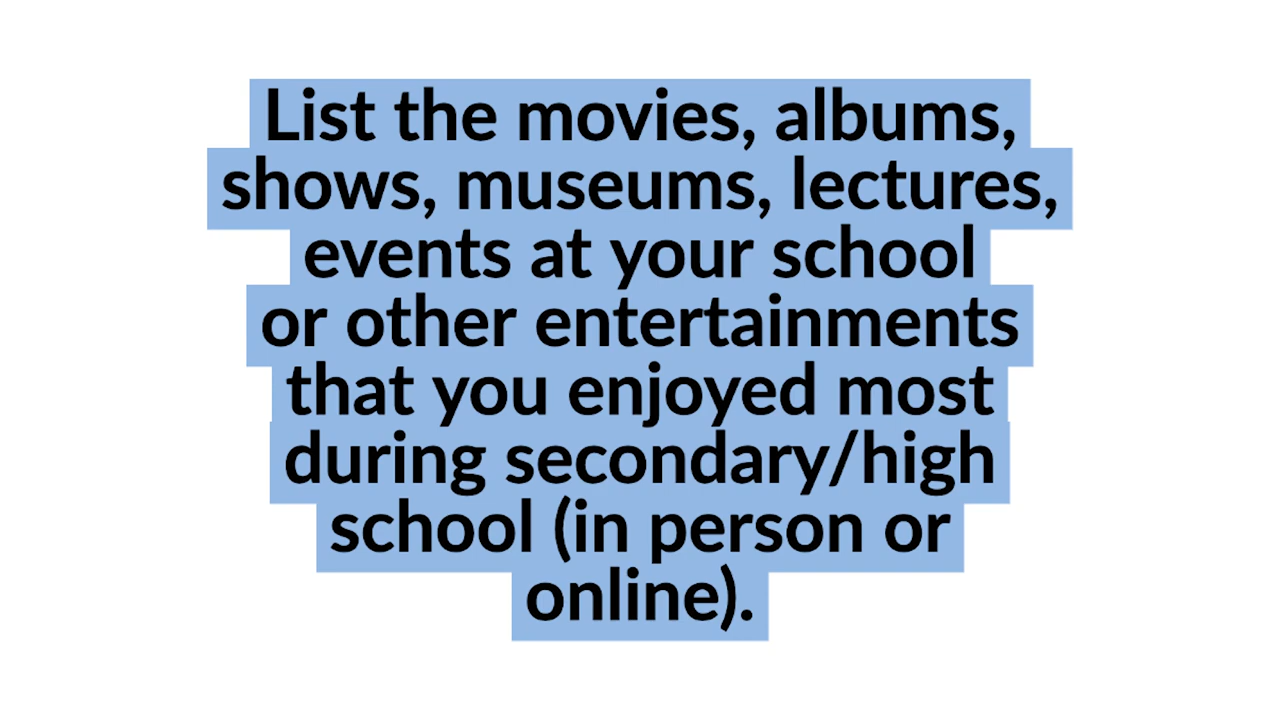 List the movies, albums,
shows, museums, lectures,
events at your school
or other entertainments
that you enjoyed most
during secondary/high
school (in person or
online).